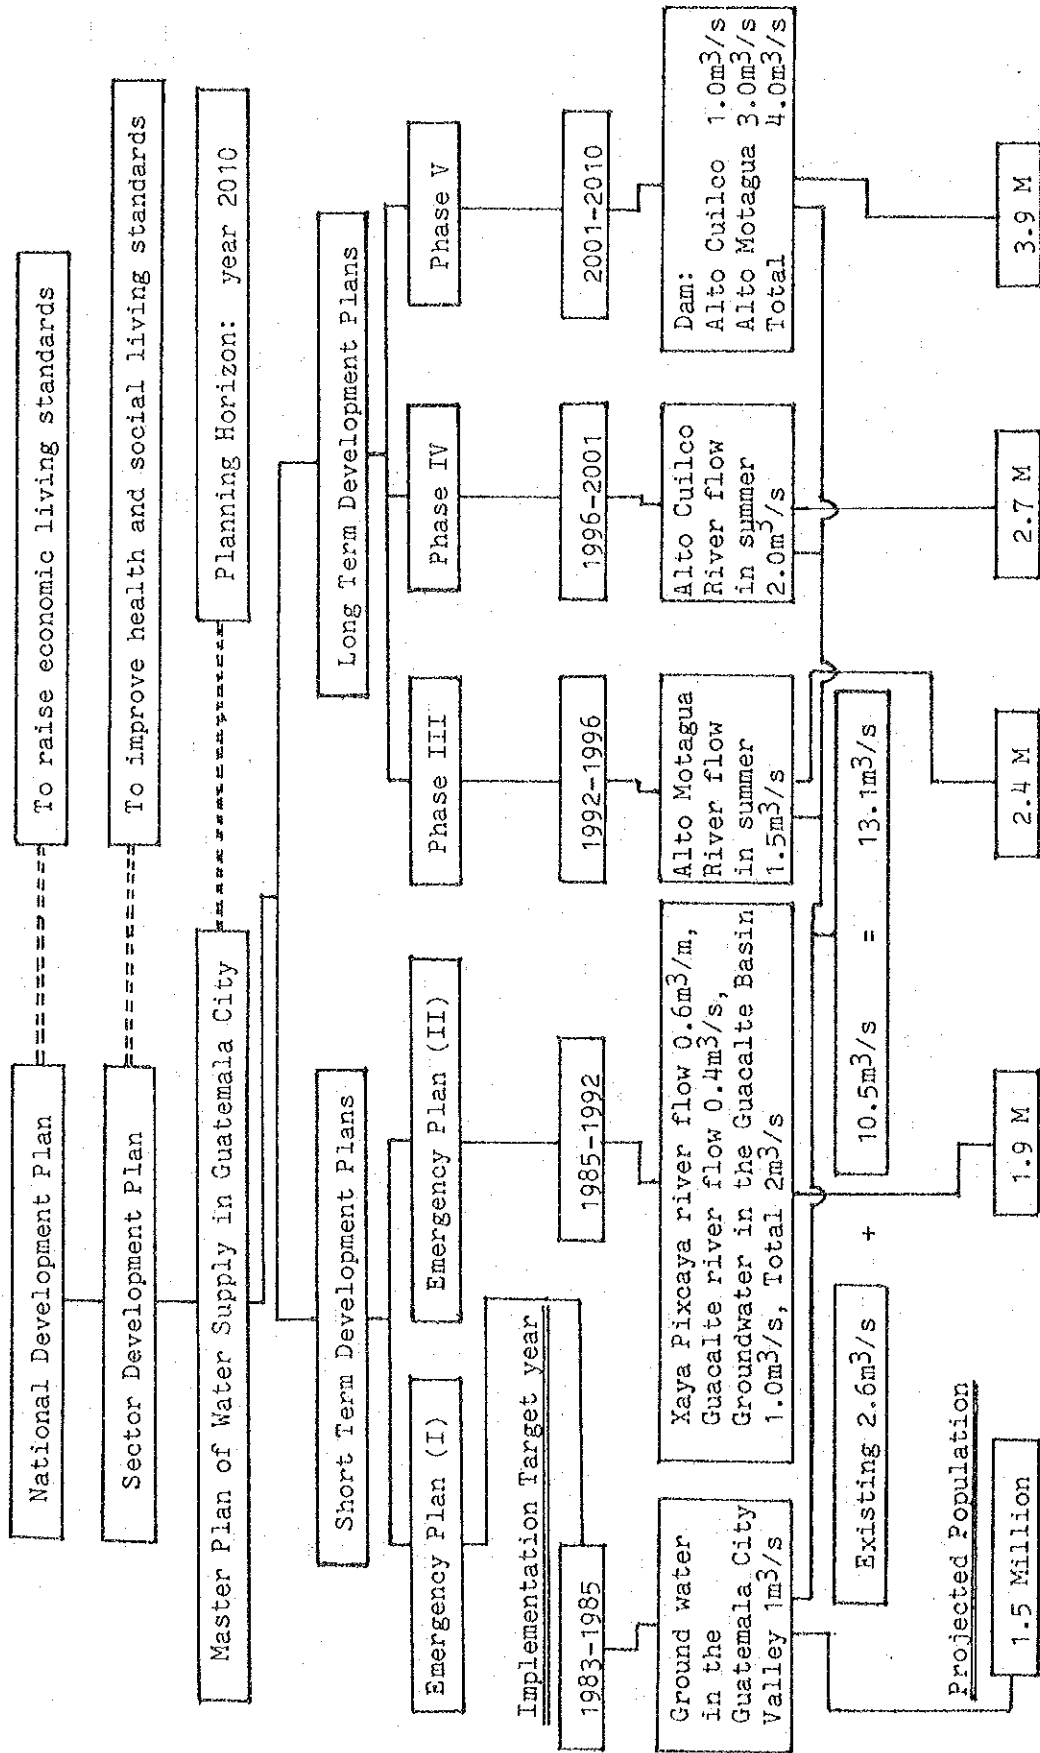 National Development Plan
To raise economic living standards
Sector Development Plan
To improve health and social living standards
Master Plan of Water Supply in Guatemala City
Planning Horizon: year 2010
Short Term Development Plans
Long Term Development Plans
Emergency Plan (I)
Emergency Plan (II)
Phase III
Phase IV
Phase V
Implementation Target year
1983-1985
1985-1992
1992-1996
1996-2001
2001-2010
Ground water
in the
Guatemala City
Valley 1m3/s
Xaya Pixcaya river flow 0.6m3/m,
Guacalte river flow 0.4m3/s,
Groundwater in the Guacalte Basin
1.0m3/s, Total 2m3/s
Alto Motagua
River flow
in summer
1.5m3/s
Alto Cuilco
River flow
in summer
2.0m3/s
Dam:
Alto Cuilco 1.0m3/s
Alto Motagua 3.0m3/s
Total 4.0m3/s
Existing 2.6m3/s + 10.5m3/s = 13.1m3/s
Projected Population
1.5 Million
1.9 M
2.4 M
2.7 M
3.9 M